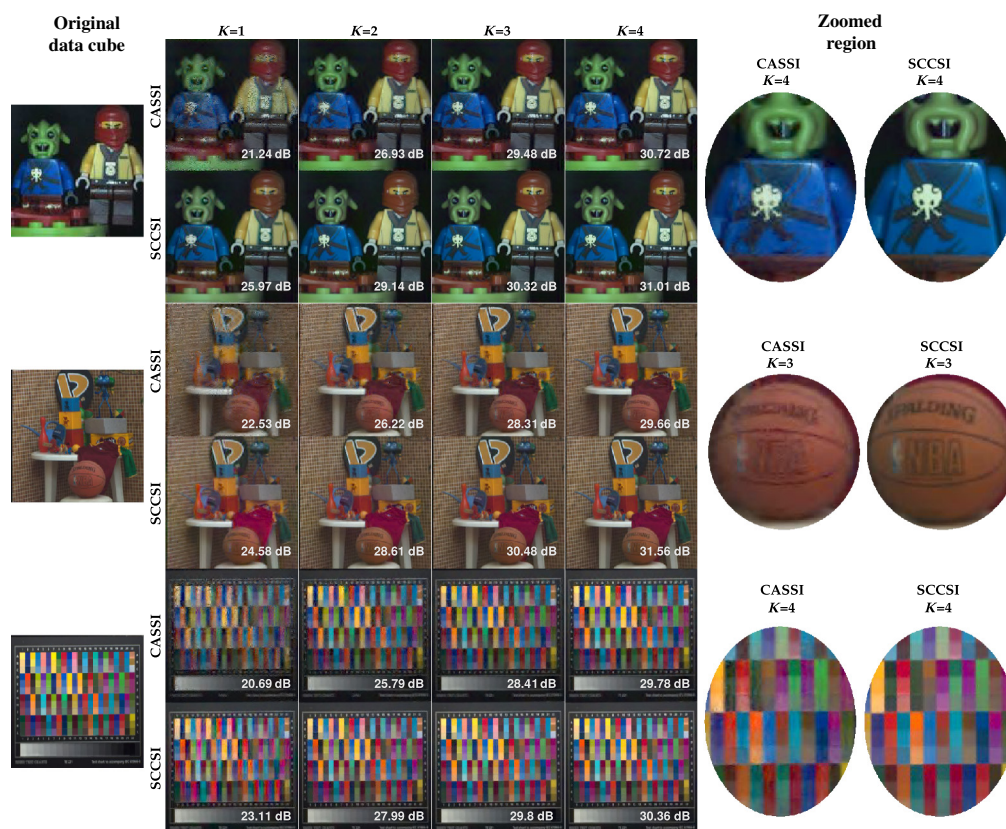 Original
data cube
K=1
K=2
K=3
K=4
Zoomed
region
CASSI
21.24 dB
26.93 dB
29.48 dB
30.72 dB
SCCSI
25.97 dB
29.14 dB
30.32 dB
31.01 dB
CASSI
K=4
SCCSI
K=4
CASSI
22.53 dB
26.22 dB
28.31 dB
29.66 dB
SCCSI
24.58 dB
28.61 dB
30.48 dB
31.56 dB
CASSI
K=3
SCCSI
K=3
SPALDING
SPALDING
NBA
CASSI
20.69 dB
25.79 dB
28.41 dB
29.78 dB
SCCSI
23.11 dB
27.99 dB
29.8 dB
30.36 dB
CASSI
K=4
SCCSI
K=4